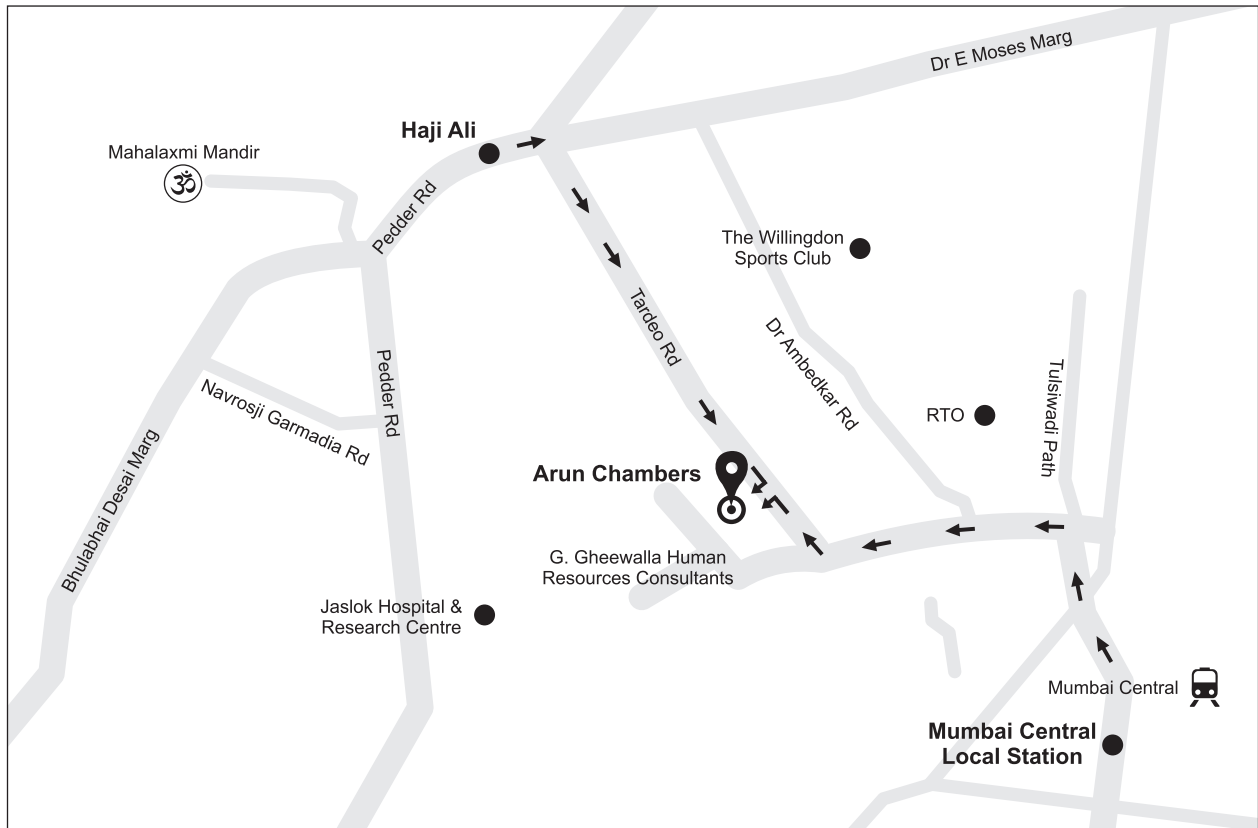 Dr E Moses Marg
Haji Ali
Mahalaxmi Mandir
ॐ
Pedder Rd
The Willingdon
Sports Club
Tardeo Rd
Dr Ambedkar Rd
Pedder Rd
Navrosji Garmadia Rd
Tulsiwadi Path
RTO
Bhulabhai Desai Marg
Arun Chambers
G. Gheewalla Human
Resources Consultants
Jaslok Hospital &
Research Centre
Mumbai Central
Mumbai Central
Local Station